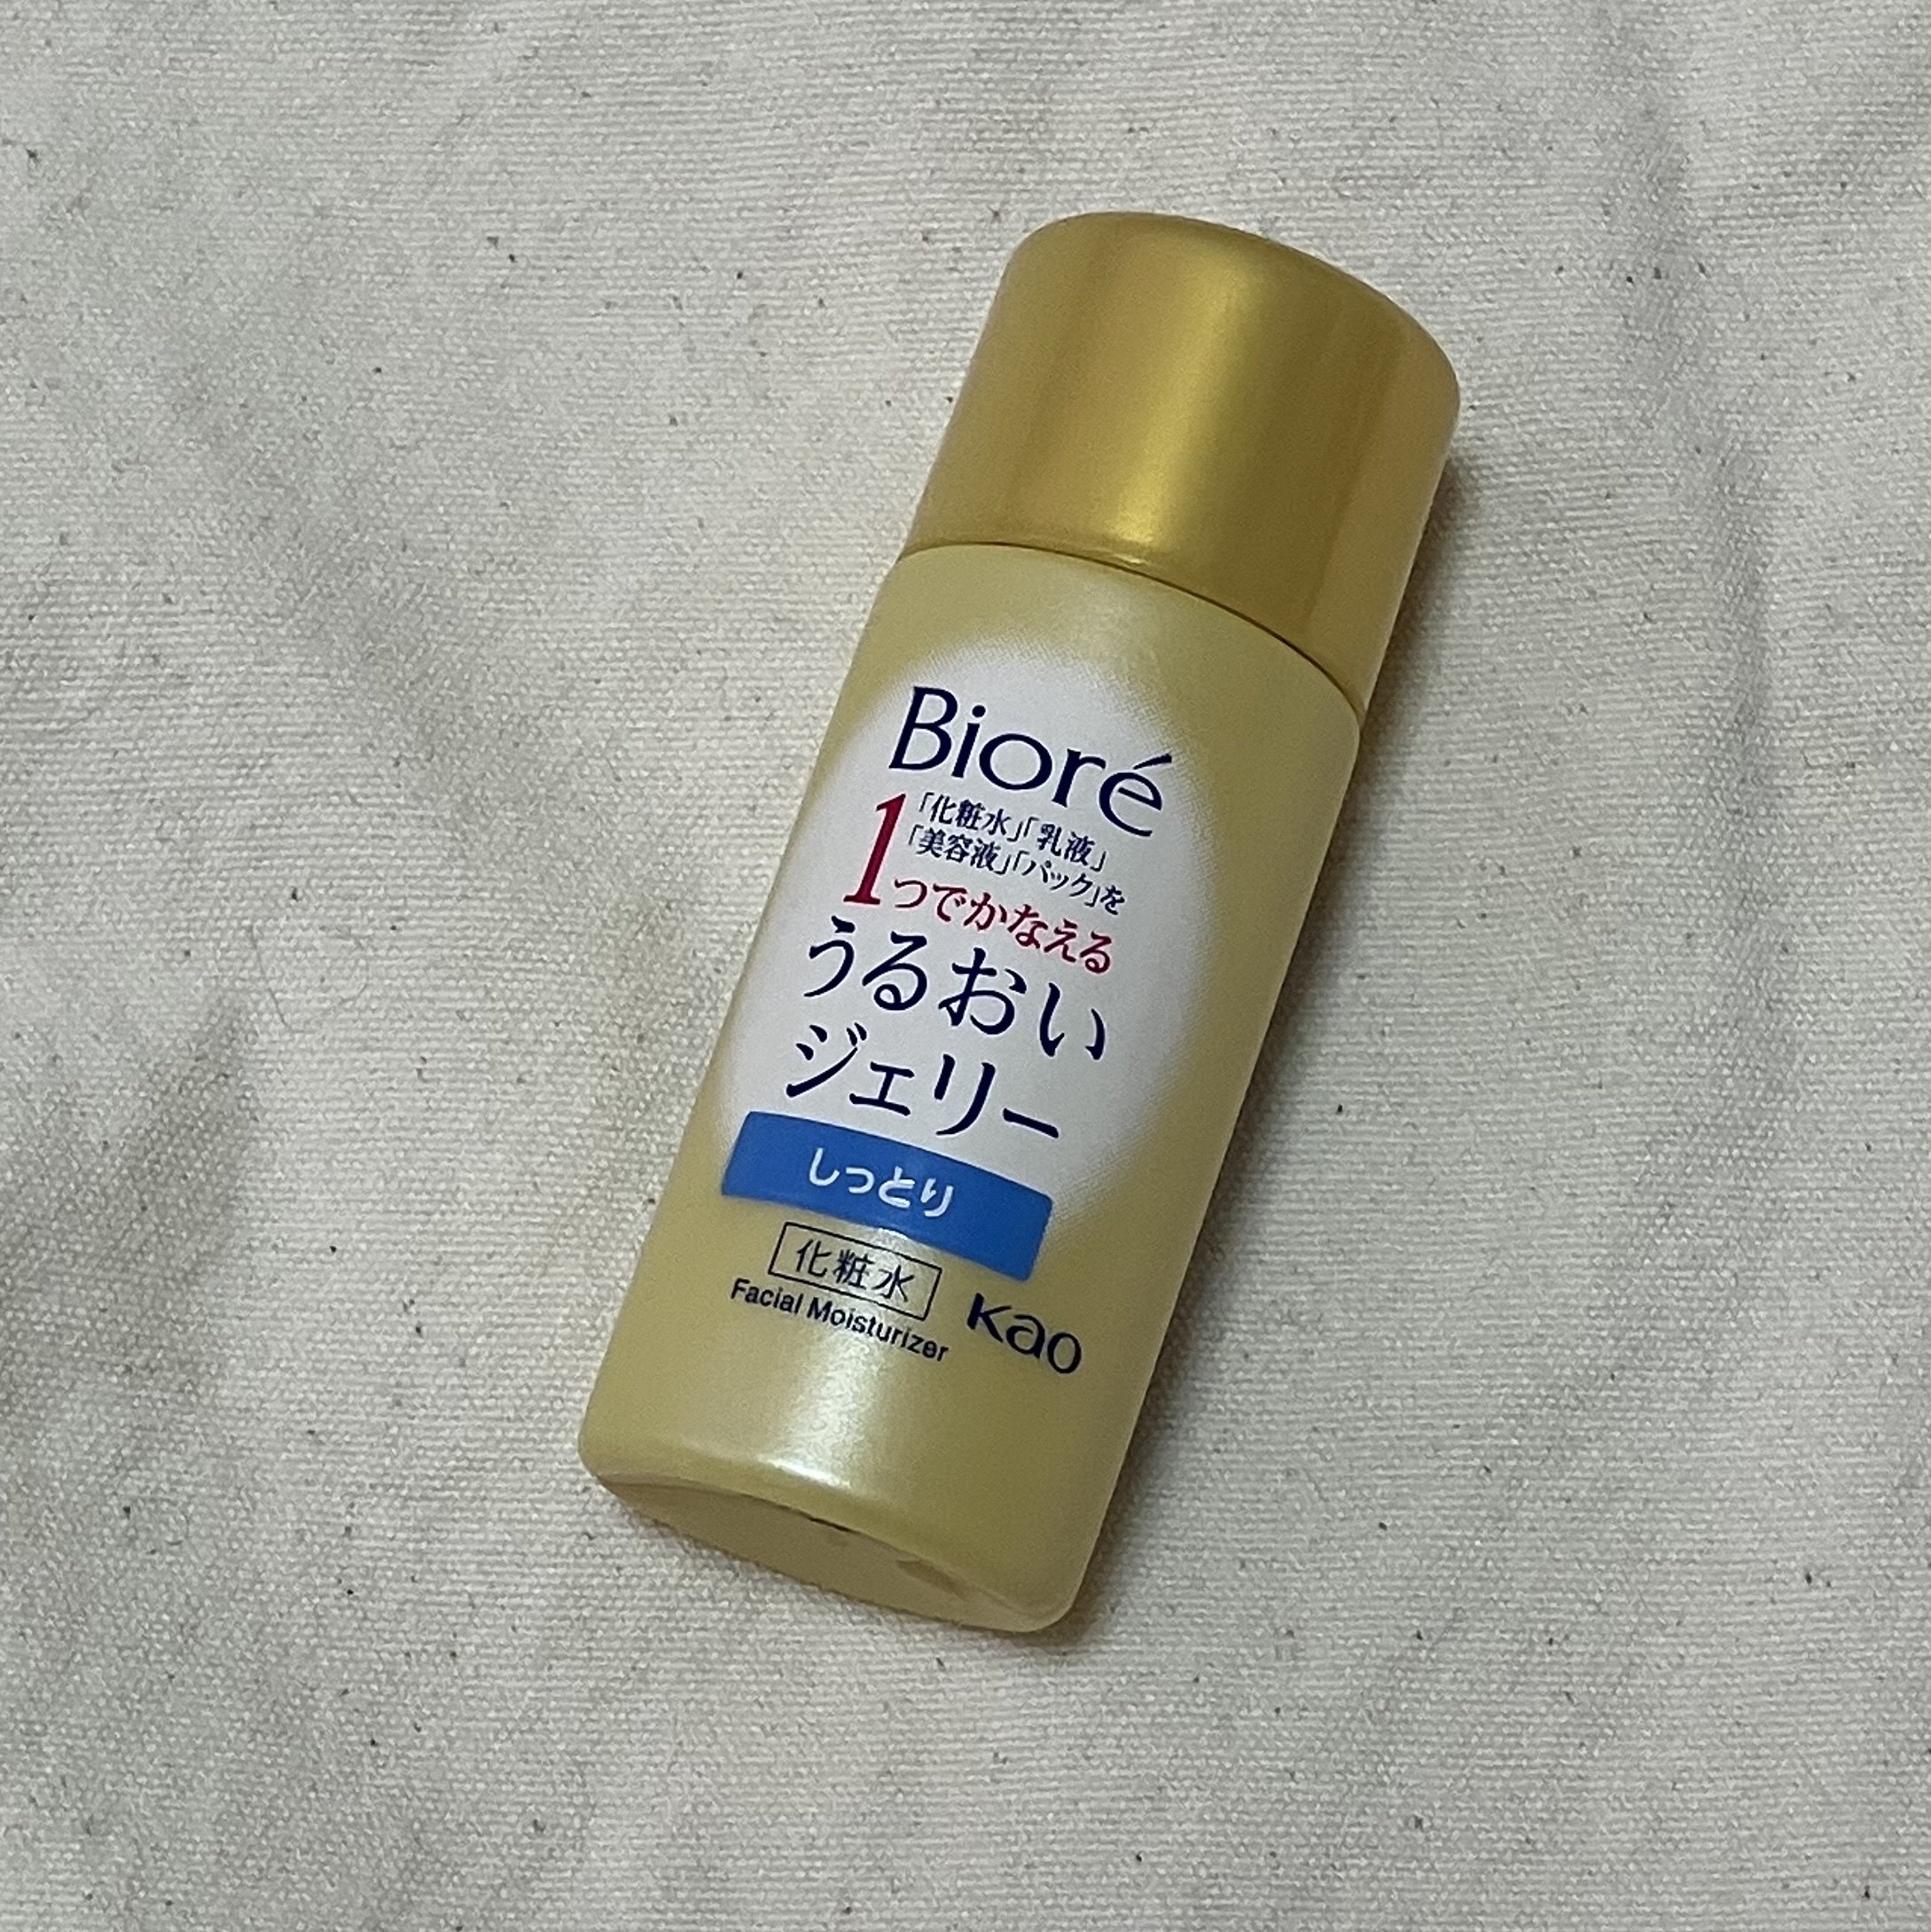 Bioré
「化粧水」「乳液」
「美容液」「パック」を
1つでかなえる
うるおい
ジェリー
しっとり
化粧水
Facial Moisturizer
Kao